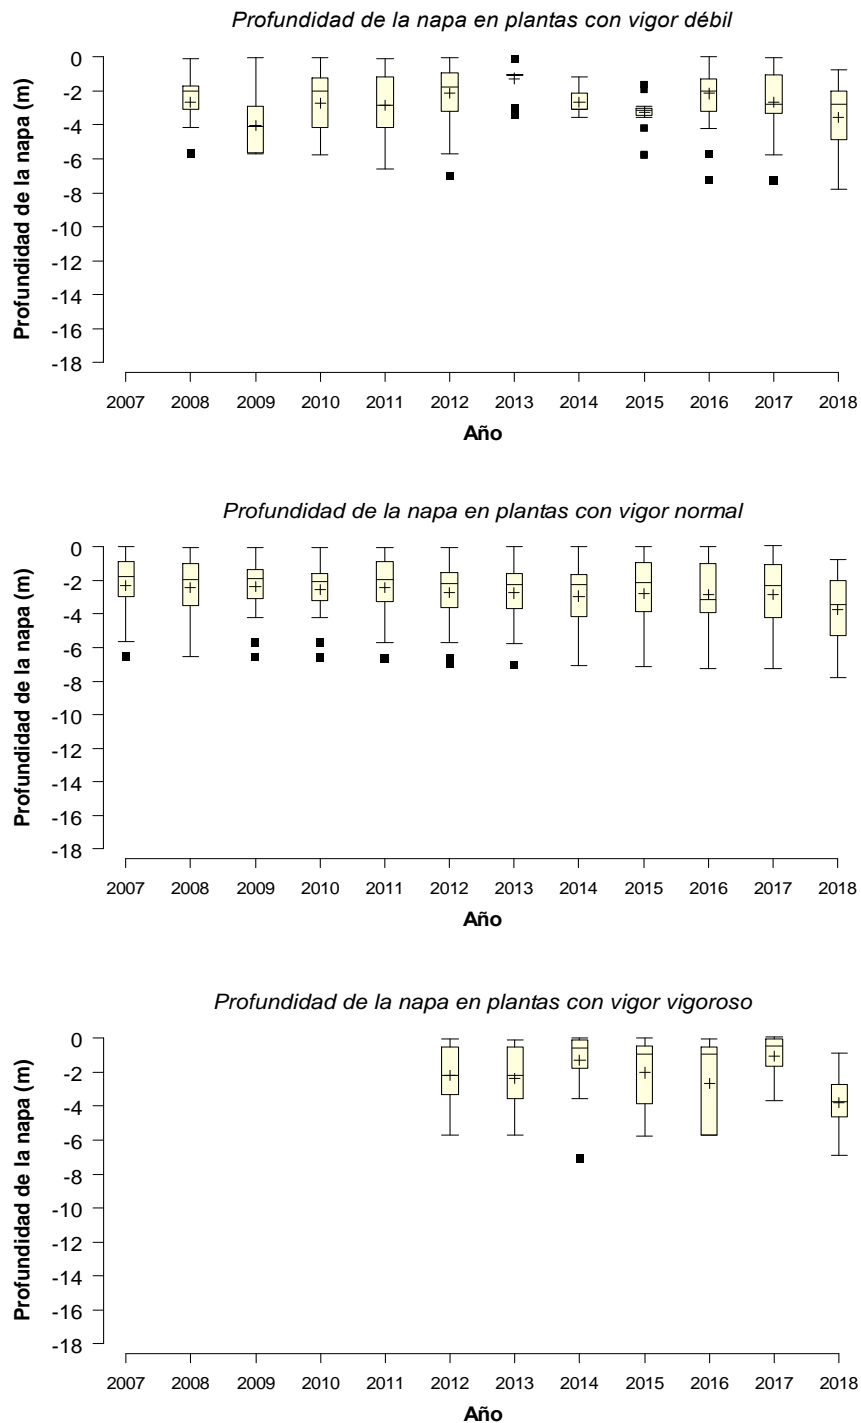 Profundidad de la napa en plantas con vigor débil
Profundidad de la napa (m)
0
-2
-4
-6
-8
-10
-12
-14
-16
-18
2007 2008 2009 2010 2011 2012 2013 2014 2015 2016 2017 2018
Año
Profundidad de la napa en plantas con vigor normal
Profundidad de la napa (m)
0
-2
-4
-6
-8
-10
-12
-14
-16
-18
2007 2008 2009 2010 2011 2012 2013 2014 2015 2016 2017 2018
Año
Profundidad de la napa en plantas con vigor vigoroso
Profundidad de la napa (m)
0
-2
-4
-6
-8
-10
-12
-14
-16
-18
2007 2008 2009 2010 2011 2012 2013 2014 2015 2016 2017 2018
Año